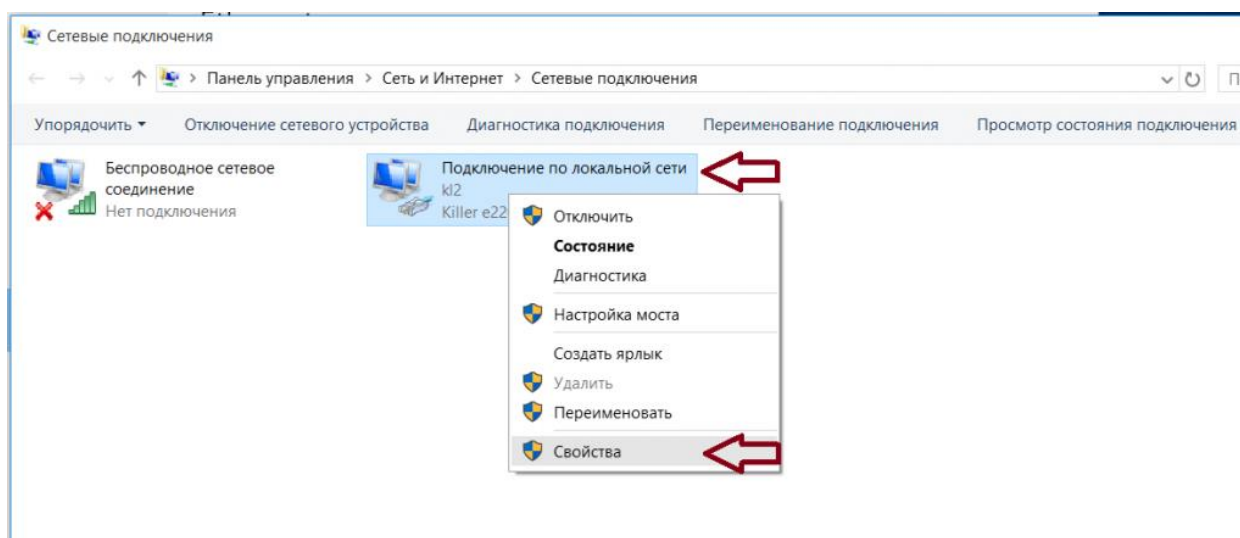 Сетевые подключения
Панель управления > Сеть и Интернет > Сетевые подключения
Упорядочить Отключение сетевого устройства Диагностика подключения Переименование подключения Просмотр состояния подключения
Беспроводное сетевое
соединение
Нет подключения
Подключение по локальной сети
kl2
Killer e22
Отключить
Состояние
Диагностика
Настройка моста
Создать ярлык
Удалить
Переименовать
Свойства